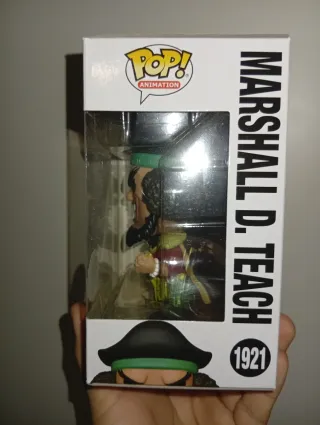 POP!
ANIMATION
MARSHALL D. TEACH
1921